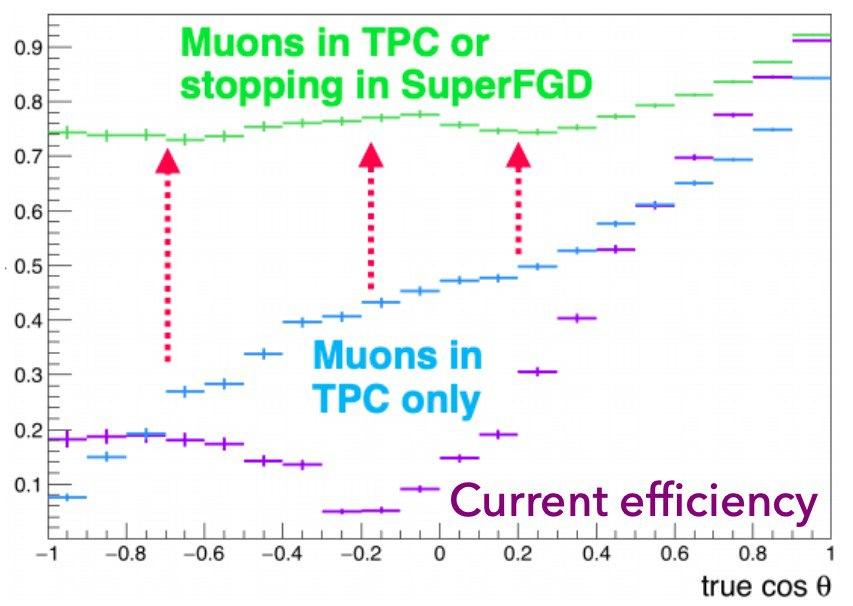 Muons in TPC or
stopping in SuperFGD
0.9
0.8
0.7
0.6
0.5
0.4
0.3
0.2
0.1
Muons in
TPC only
Current efficiency
−1 −0.8 −0.6 −0.4 −0.2 0 0.2 0.4 0.6 0.8 1
true cos θ